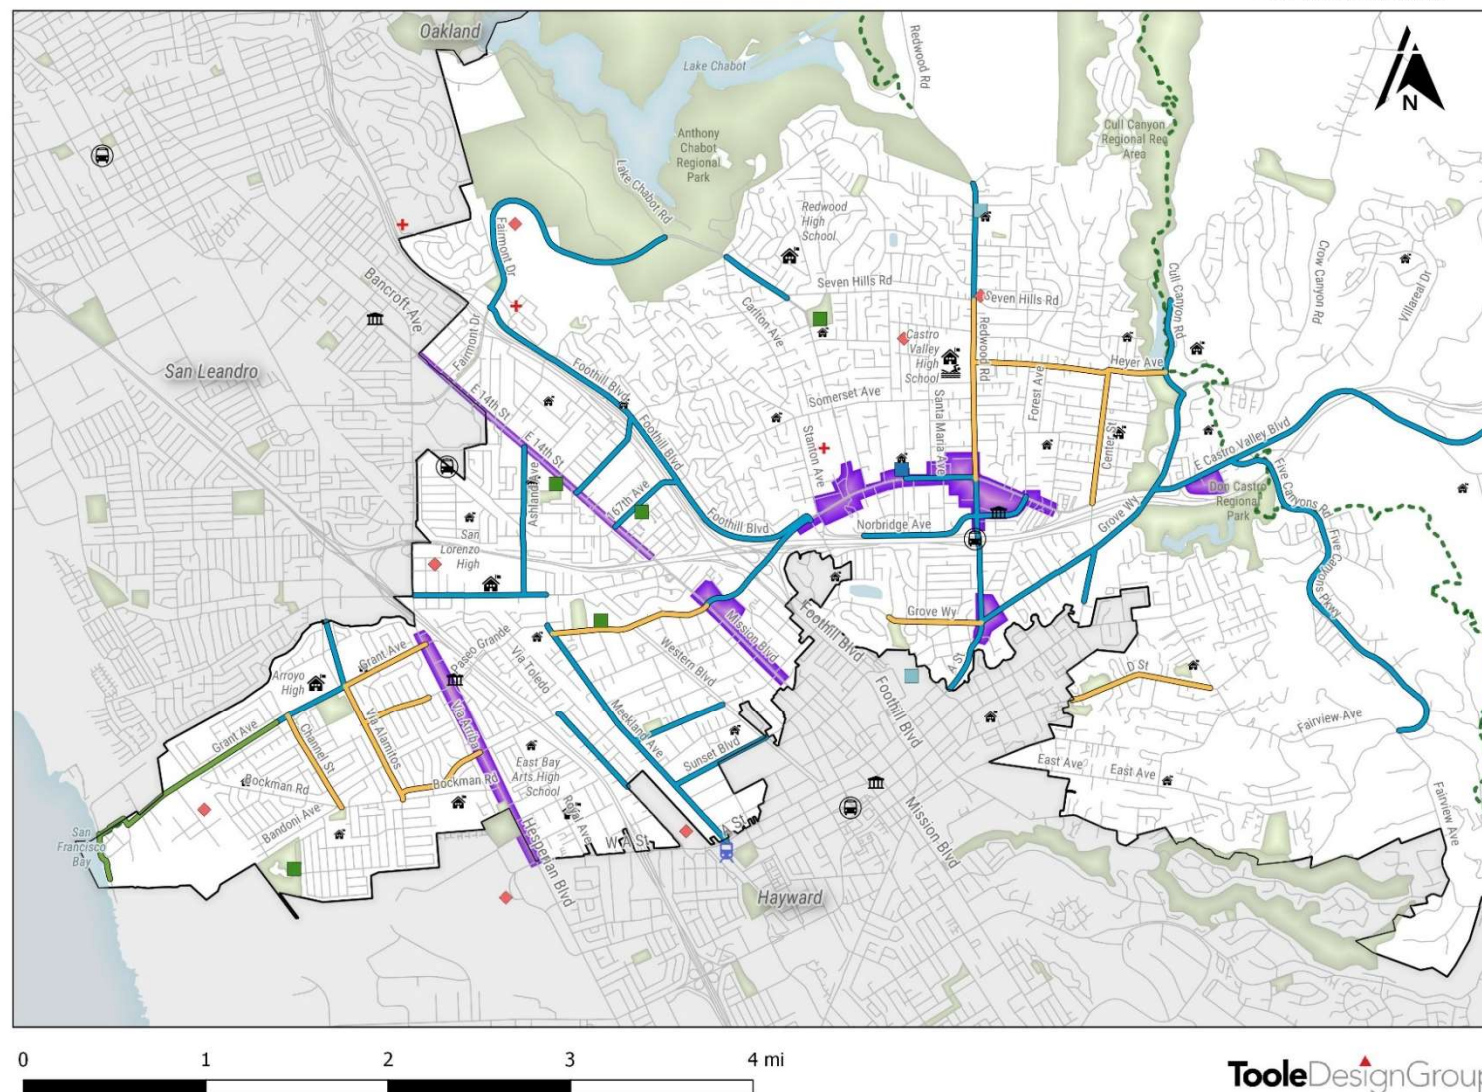 Oakland
Lake Chabot
Redwood Rd
N
Anthony
Chabot
Regional
Park
Cull Canyon
Regional Rec
Area
Lake Chabot Rd
Redwood
High
School
Fairmont Dr
Bancroft Ave
Seven Hills Rd
Seven Hills Rd
Cull Canyon Rd
Crow Canyon Rd
Villareal Dr
Carlton Ave
Fairmont Dr
Castro
Valley
High
School
Redwood Rd
Heyer Ave
San Leandro
Foothill Blvd
Somerset Ave
Santa Maria Ave
Forest Ave
E 14th St
Foothill Blvd
Stanton Ave
Center St
E Castro Valley Blvd
E 14th St
Ashland Ave
167th Ave
Foothill Blvd
Norbridge Ave
Grove Wy
Don Castro
Regional
Park
Five Canyons Rd
San
Lorenzo
High
Five Canyons Pkwy
Grove Wy
Foothill Blvd
Mission Blvd
Grant Ave
Paseo Grande
Via Toledo
Western Blvd
A St
D St
Arroyo
High
Via Alamitos
Via Arriba
Meekland Ave
Foothill Blvd
Fairview Ave
Grant Ave
Channel St
Sunset Blvd
East Bay
Arts High
School
East Ave
East Ave
Bockman Rd
Bockman Rd
Royal Ave
Mission Blvd
Fairview Ave
Bandoni Ave
San
Francisco
Bay
W A St
A St
Hesperian Blvd
Hayward
0 1 2 3 4 mi
TooleDesignGroup